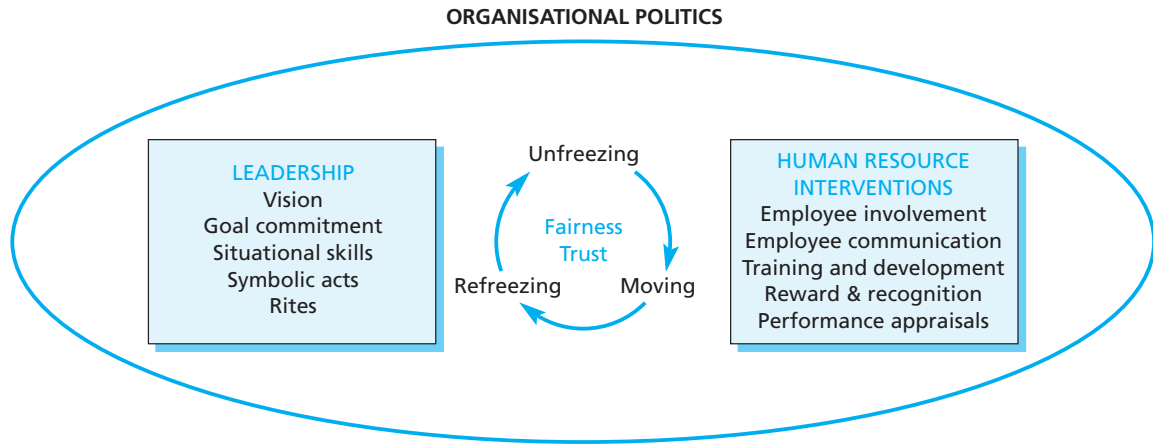 ORGANISATIONAL POLITICS
LEADERSHIP
Vision
Goal commitment
Situational skills
Symbolic acts
Rites
Unfreezing
Fairness
Trust
Refreezing
Moving
HUMAN RESOURCE
INTERVENTIONS
Employee involvement
Employee communication
Training and development
Reward & recognition
Performance appraisals